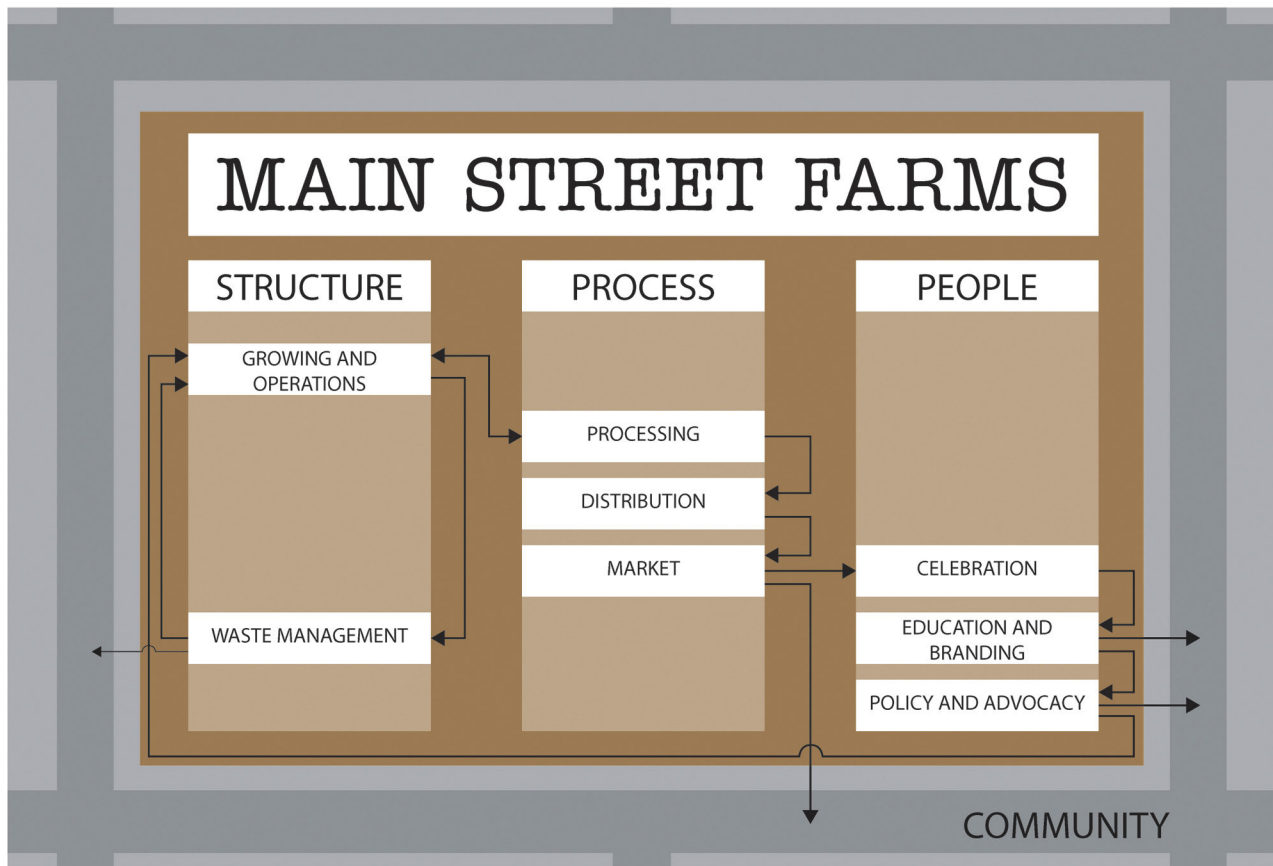 MAIN STREET FARMS
STRUCTURE
GROWING AND
OPERATIONS
WASTE MANAGEMENT
PROCESS
PROCESSING
DISTRIBUTION
MARKET
PEOPLE
CELEBRATION
EDUCATION AND
BRANDING
POLICY AND ADVOCACY
COMMUNITY